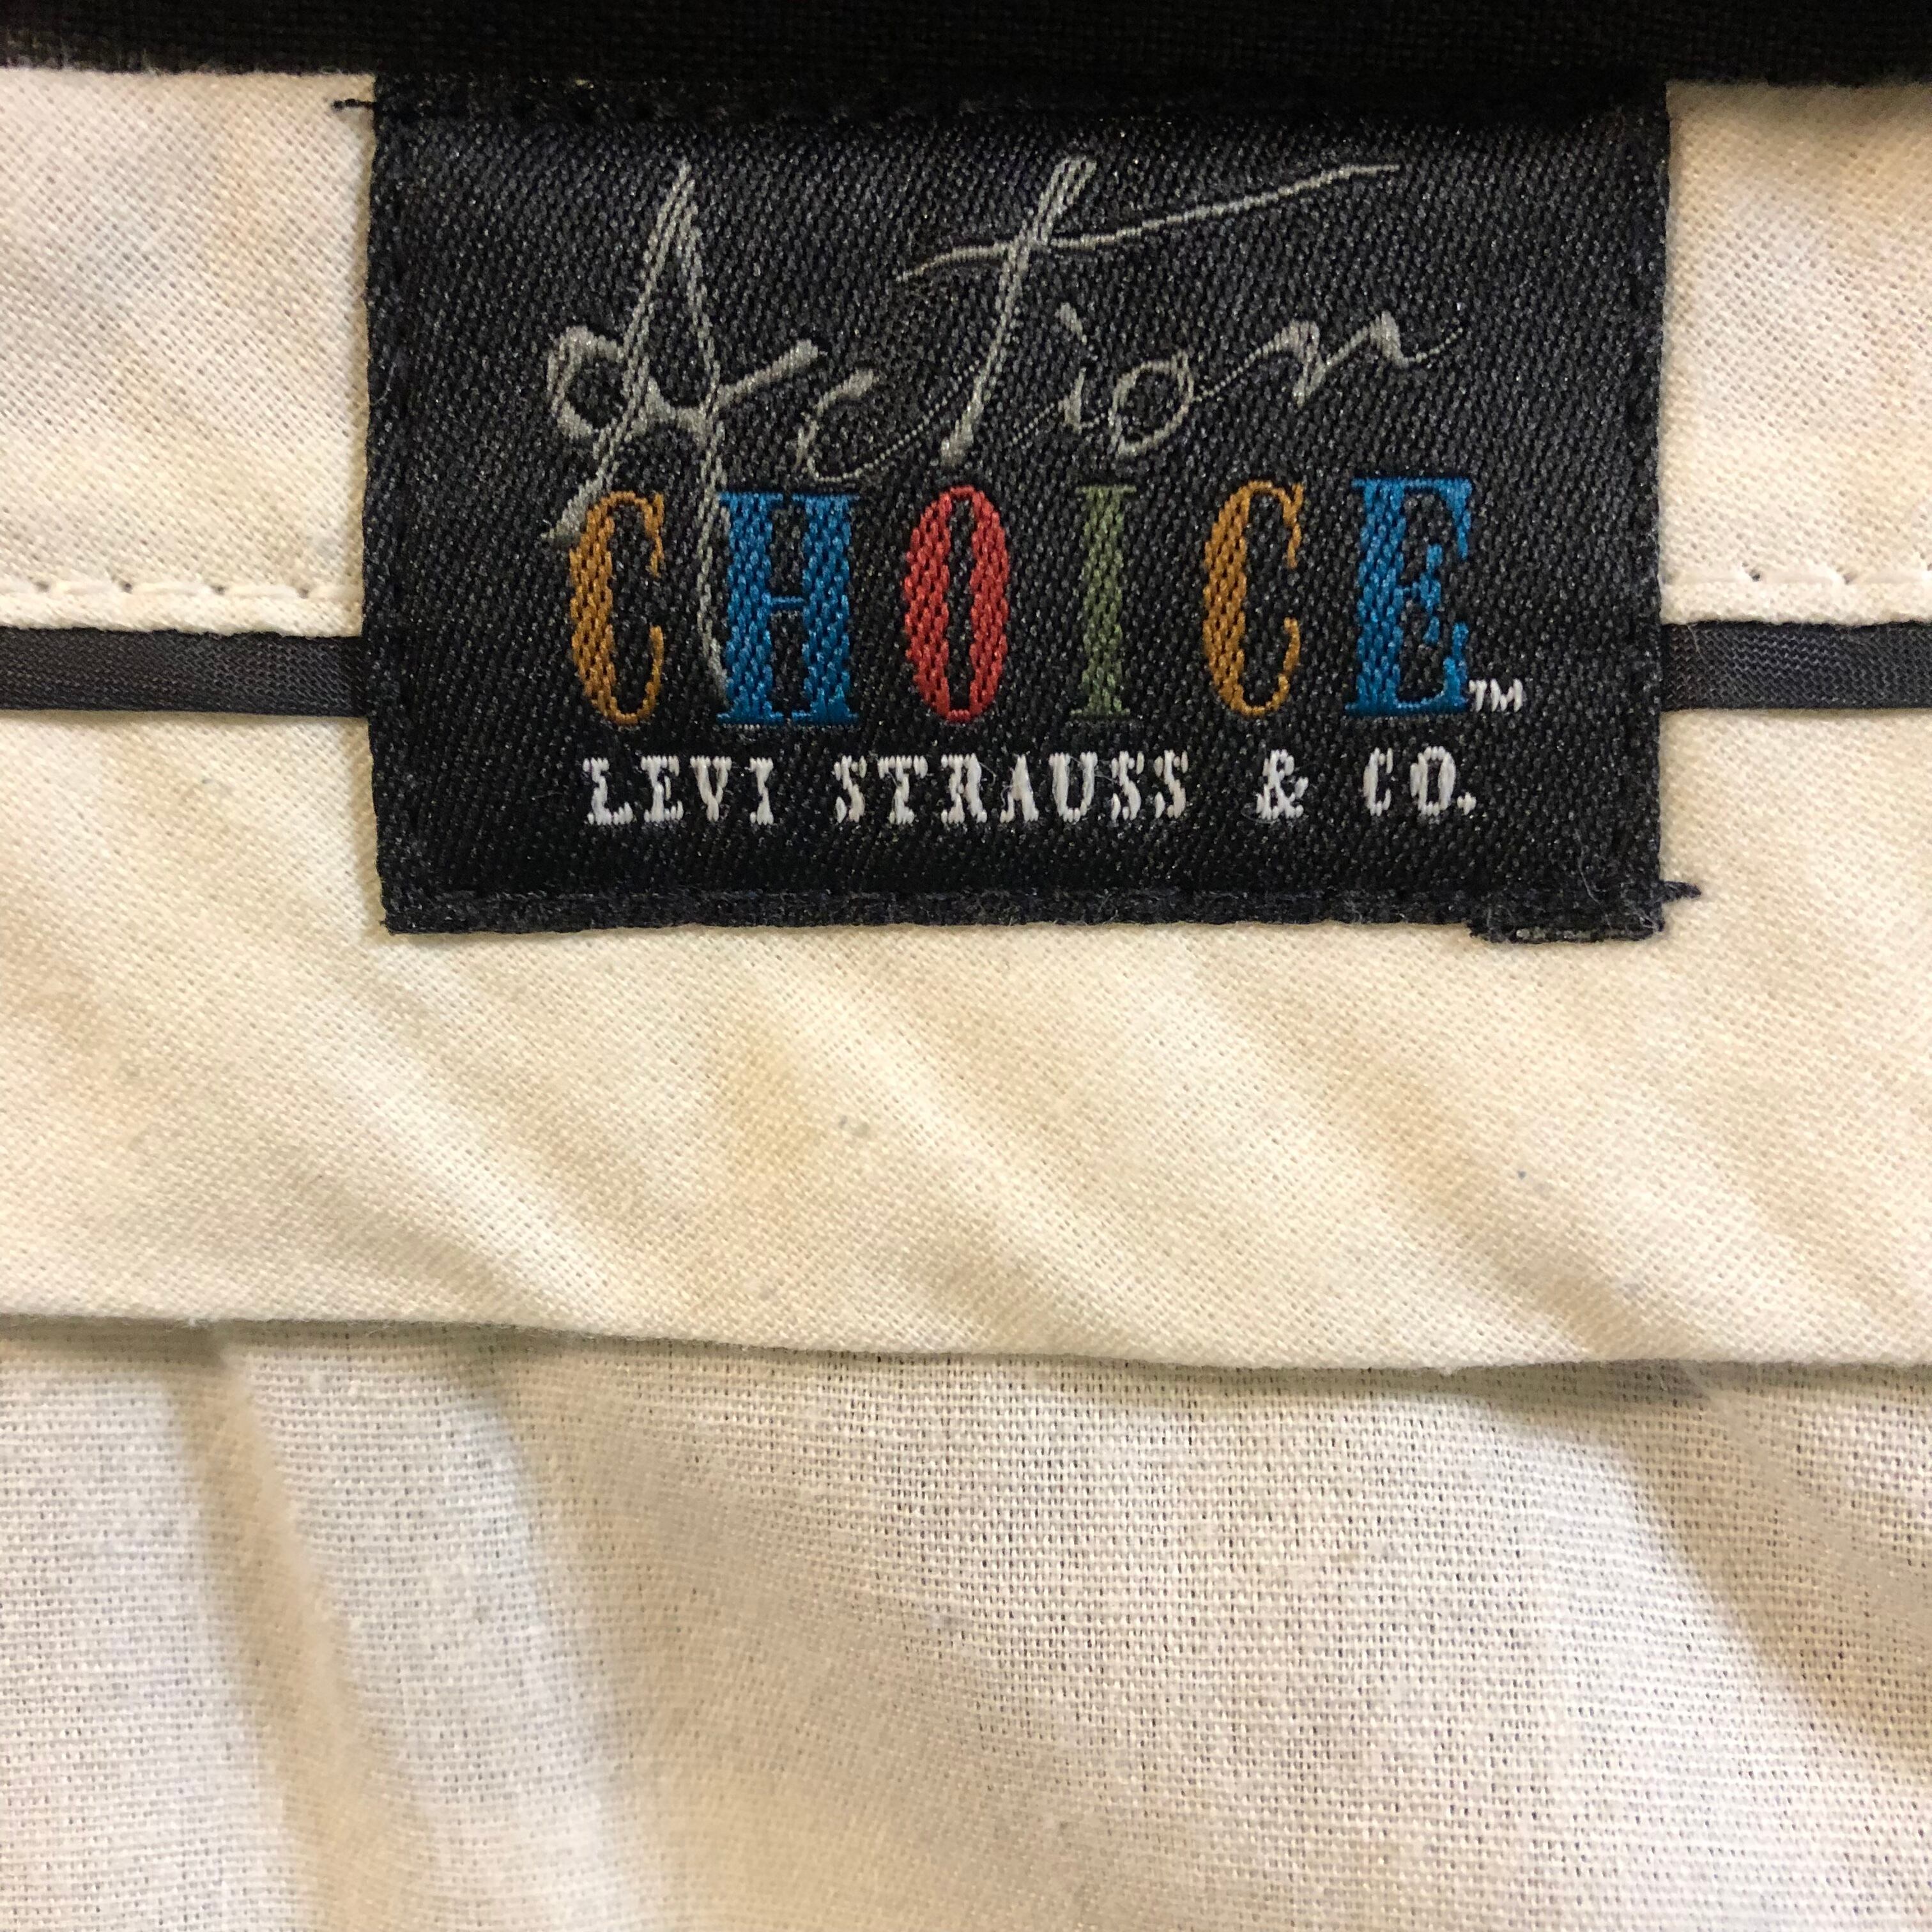 Action
CHOICE™
LEVI STRAUSS & CO.